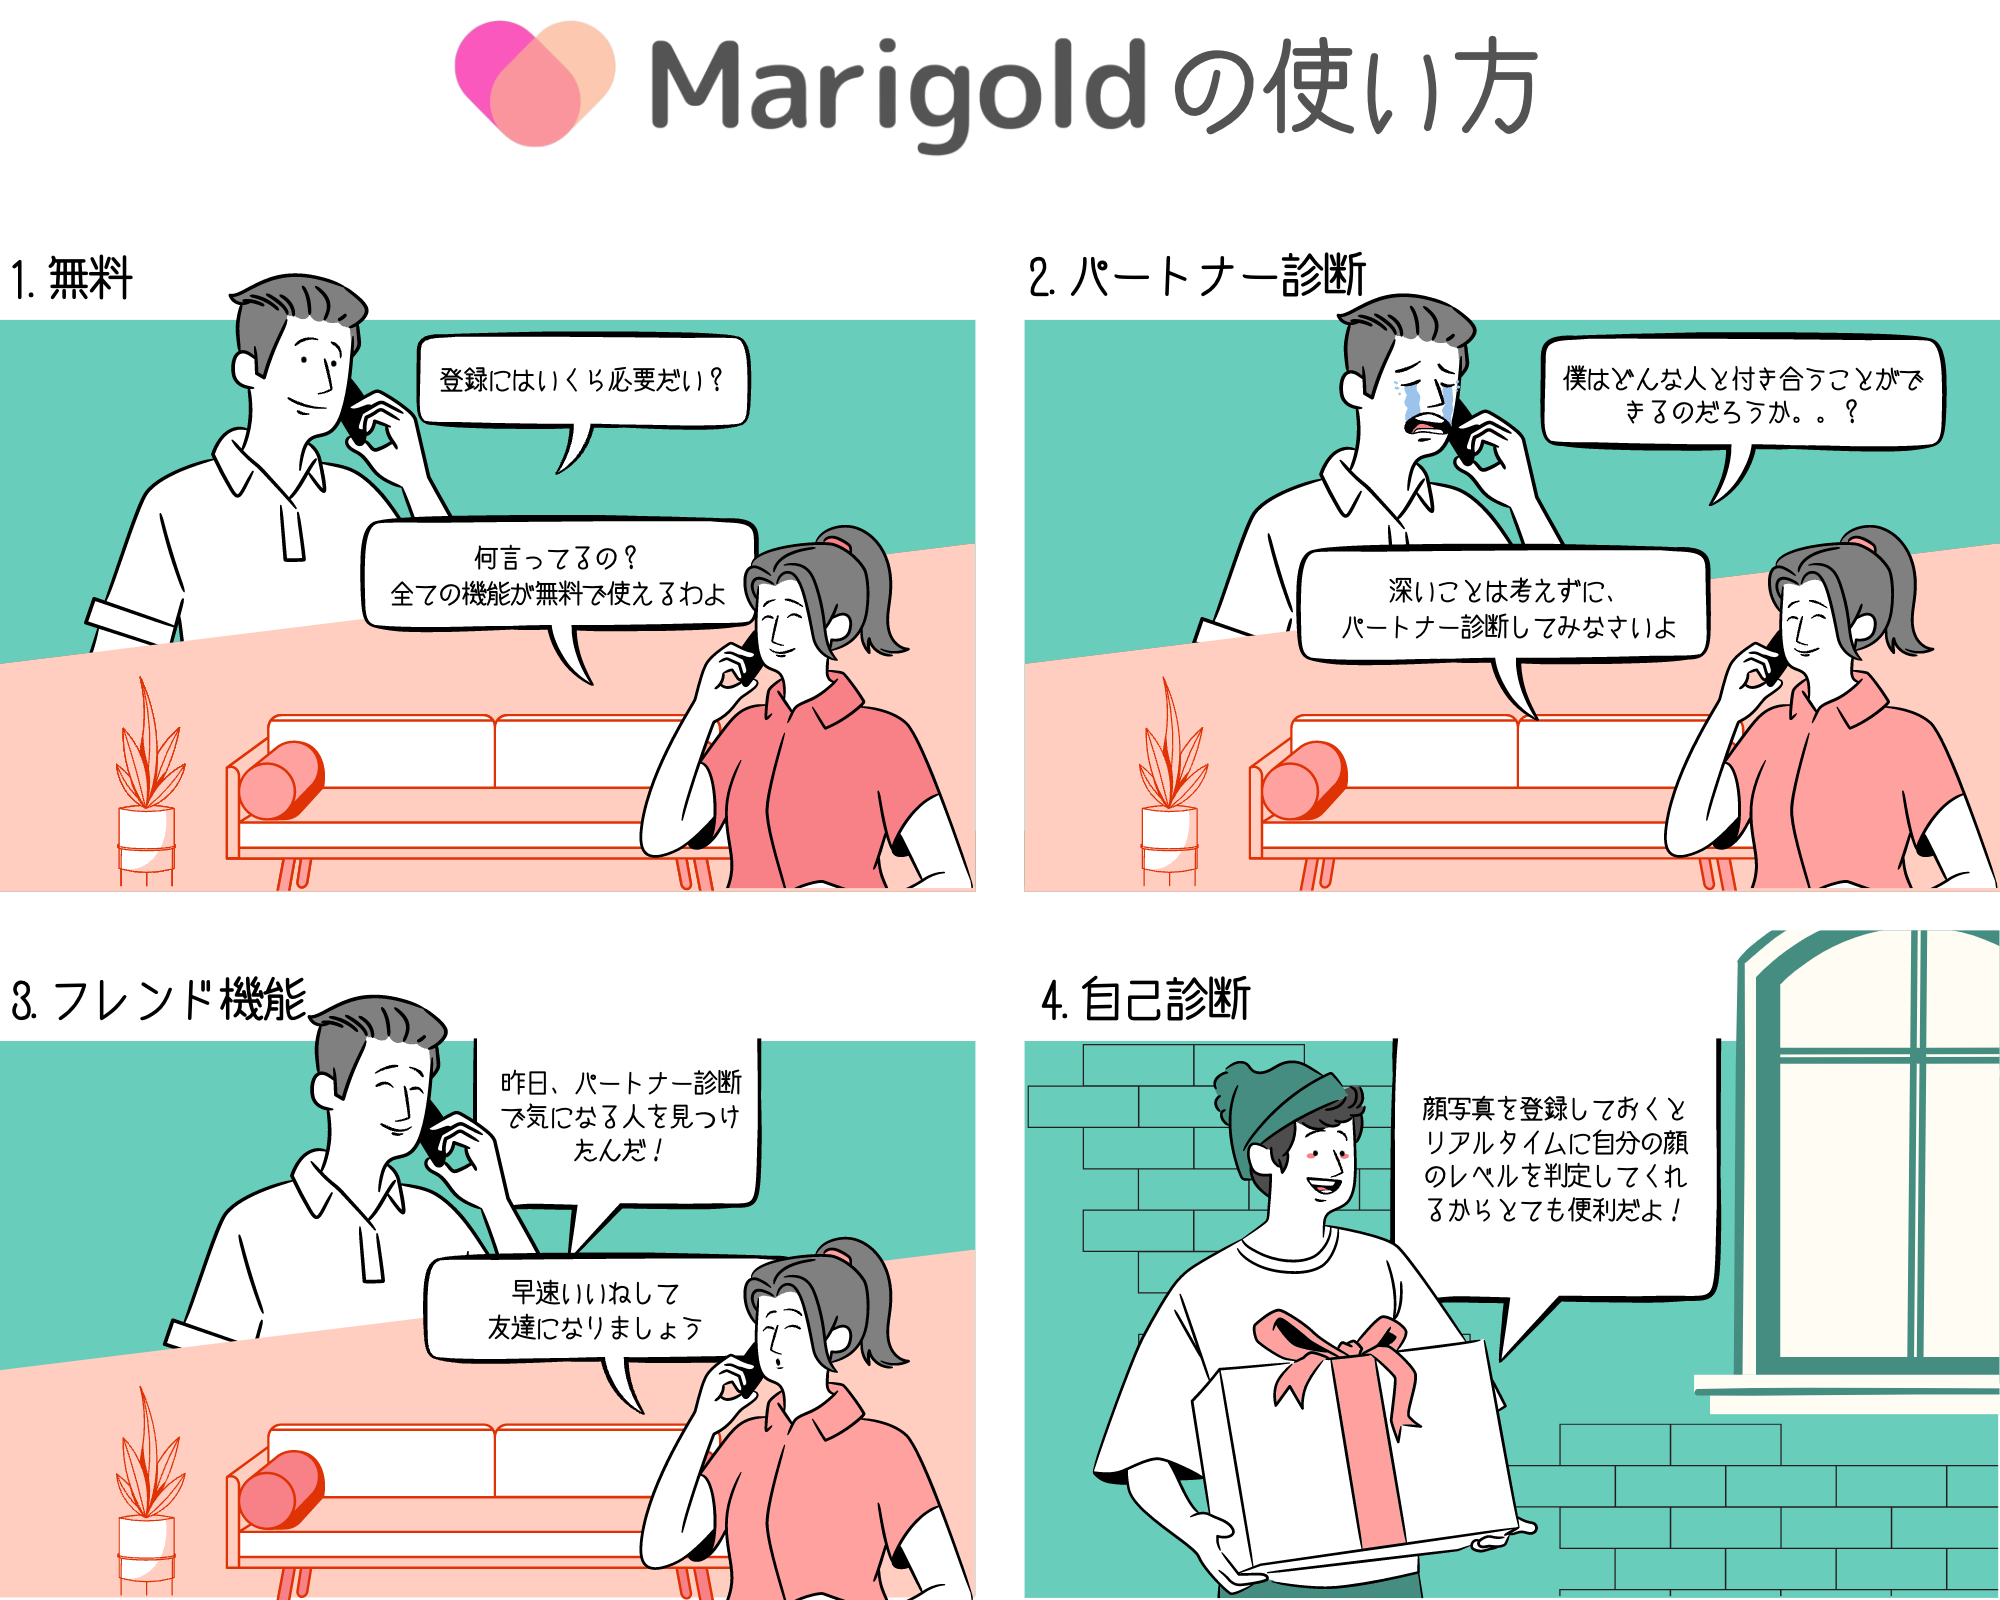 Marigoldの使い方
1. 無料
登録にはいくら必要だい？
何言ってるの？
全ての機能が無料で使えるわよ
2. パートナー診断
僕はどんな人と付き合うことがで
きるのだろうか。。？
深いことは考えずに、
パートナー診断してみなさいよ
3. フレンド機能
昨日、パートナー診断
で気になる人を見つけ
たんだ！
早速いいねして
友達になりましょう
4. 自己診断
顔写真を登録しておくと
リアルタイムに自分の顔
のレベルを判定してくれ
るからとても便利だよ！